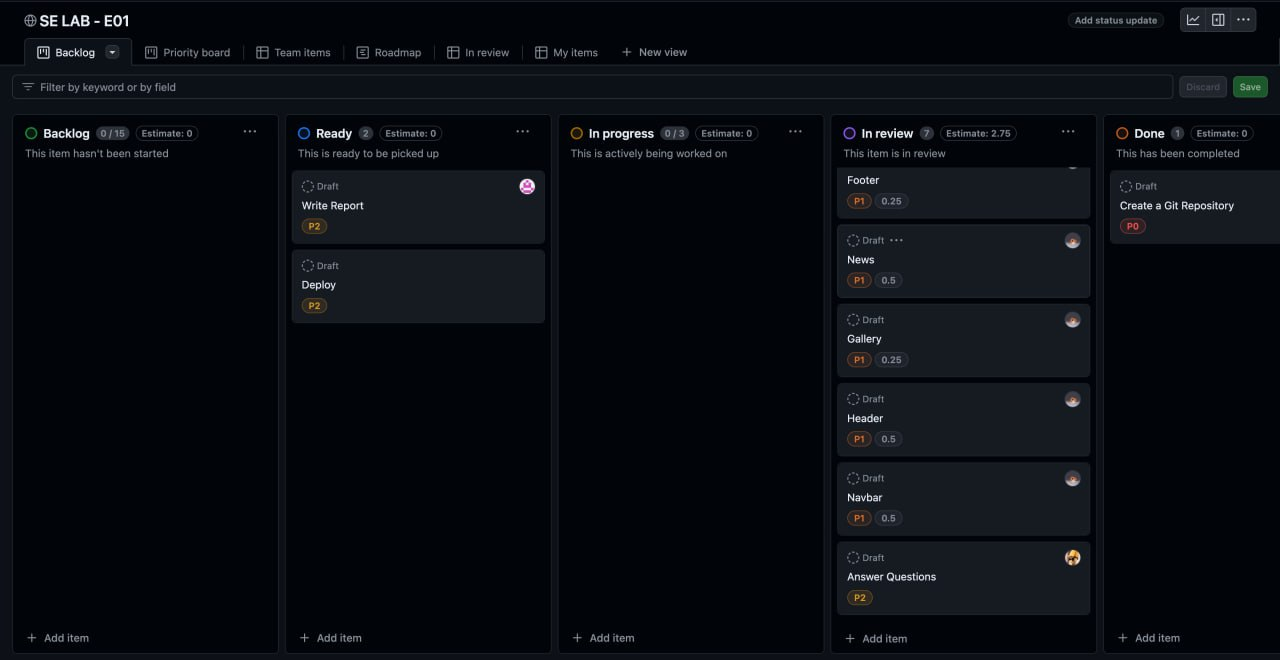 SE LAB - E01
Add status update
Backlog
Priority board
Team items
Roadmap
In review
My items
New view
Filter by keyword or by field
Discard
Save
Backlog 0 / 15 Estimate: 0
This item hasn't been started
Add item
Ready 2 Estimate: 0
This is ready to be picked up
Draft
Write Report
P2
Draft
Deploy
P2
Add item
In progress 0 / 3 Estimate: 0
This is actively being worked on
Add item
In review 7 Estimate: 2.75
This item is in review
Footer
P1 0.25
Draft
News
P1 0.5
Draft
Gallery
P1 0.25
Draft
Header
P1 0.5
Draft
Navbar
P1 0.5
Draft
Answer Questions
P2
Add item
Done 1 Estimate: 0
This has been completed
Draft
Create a Git Repository
P0
Add item